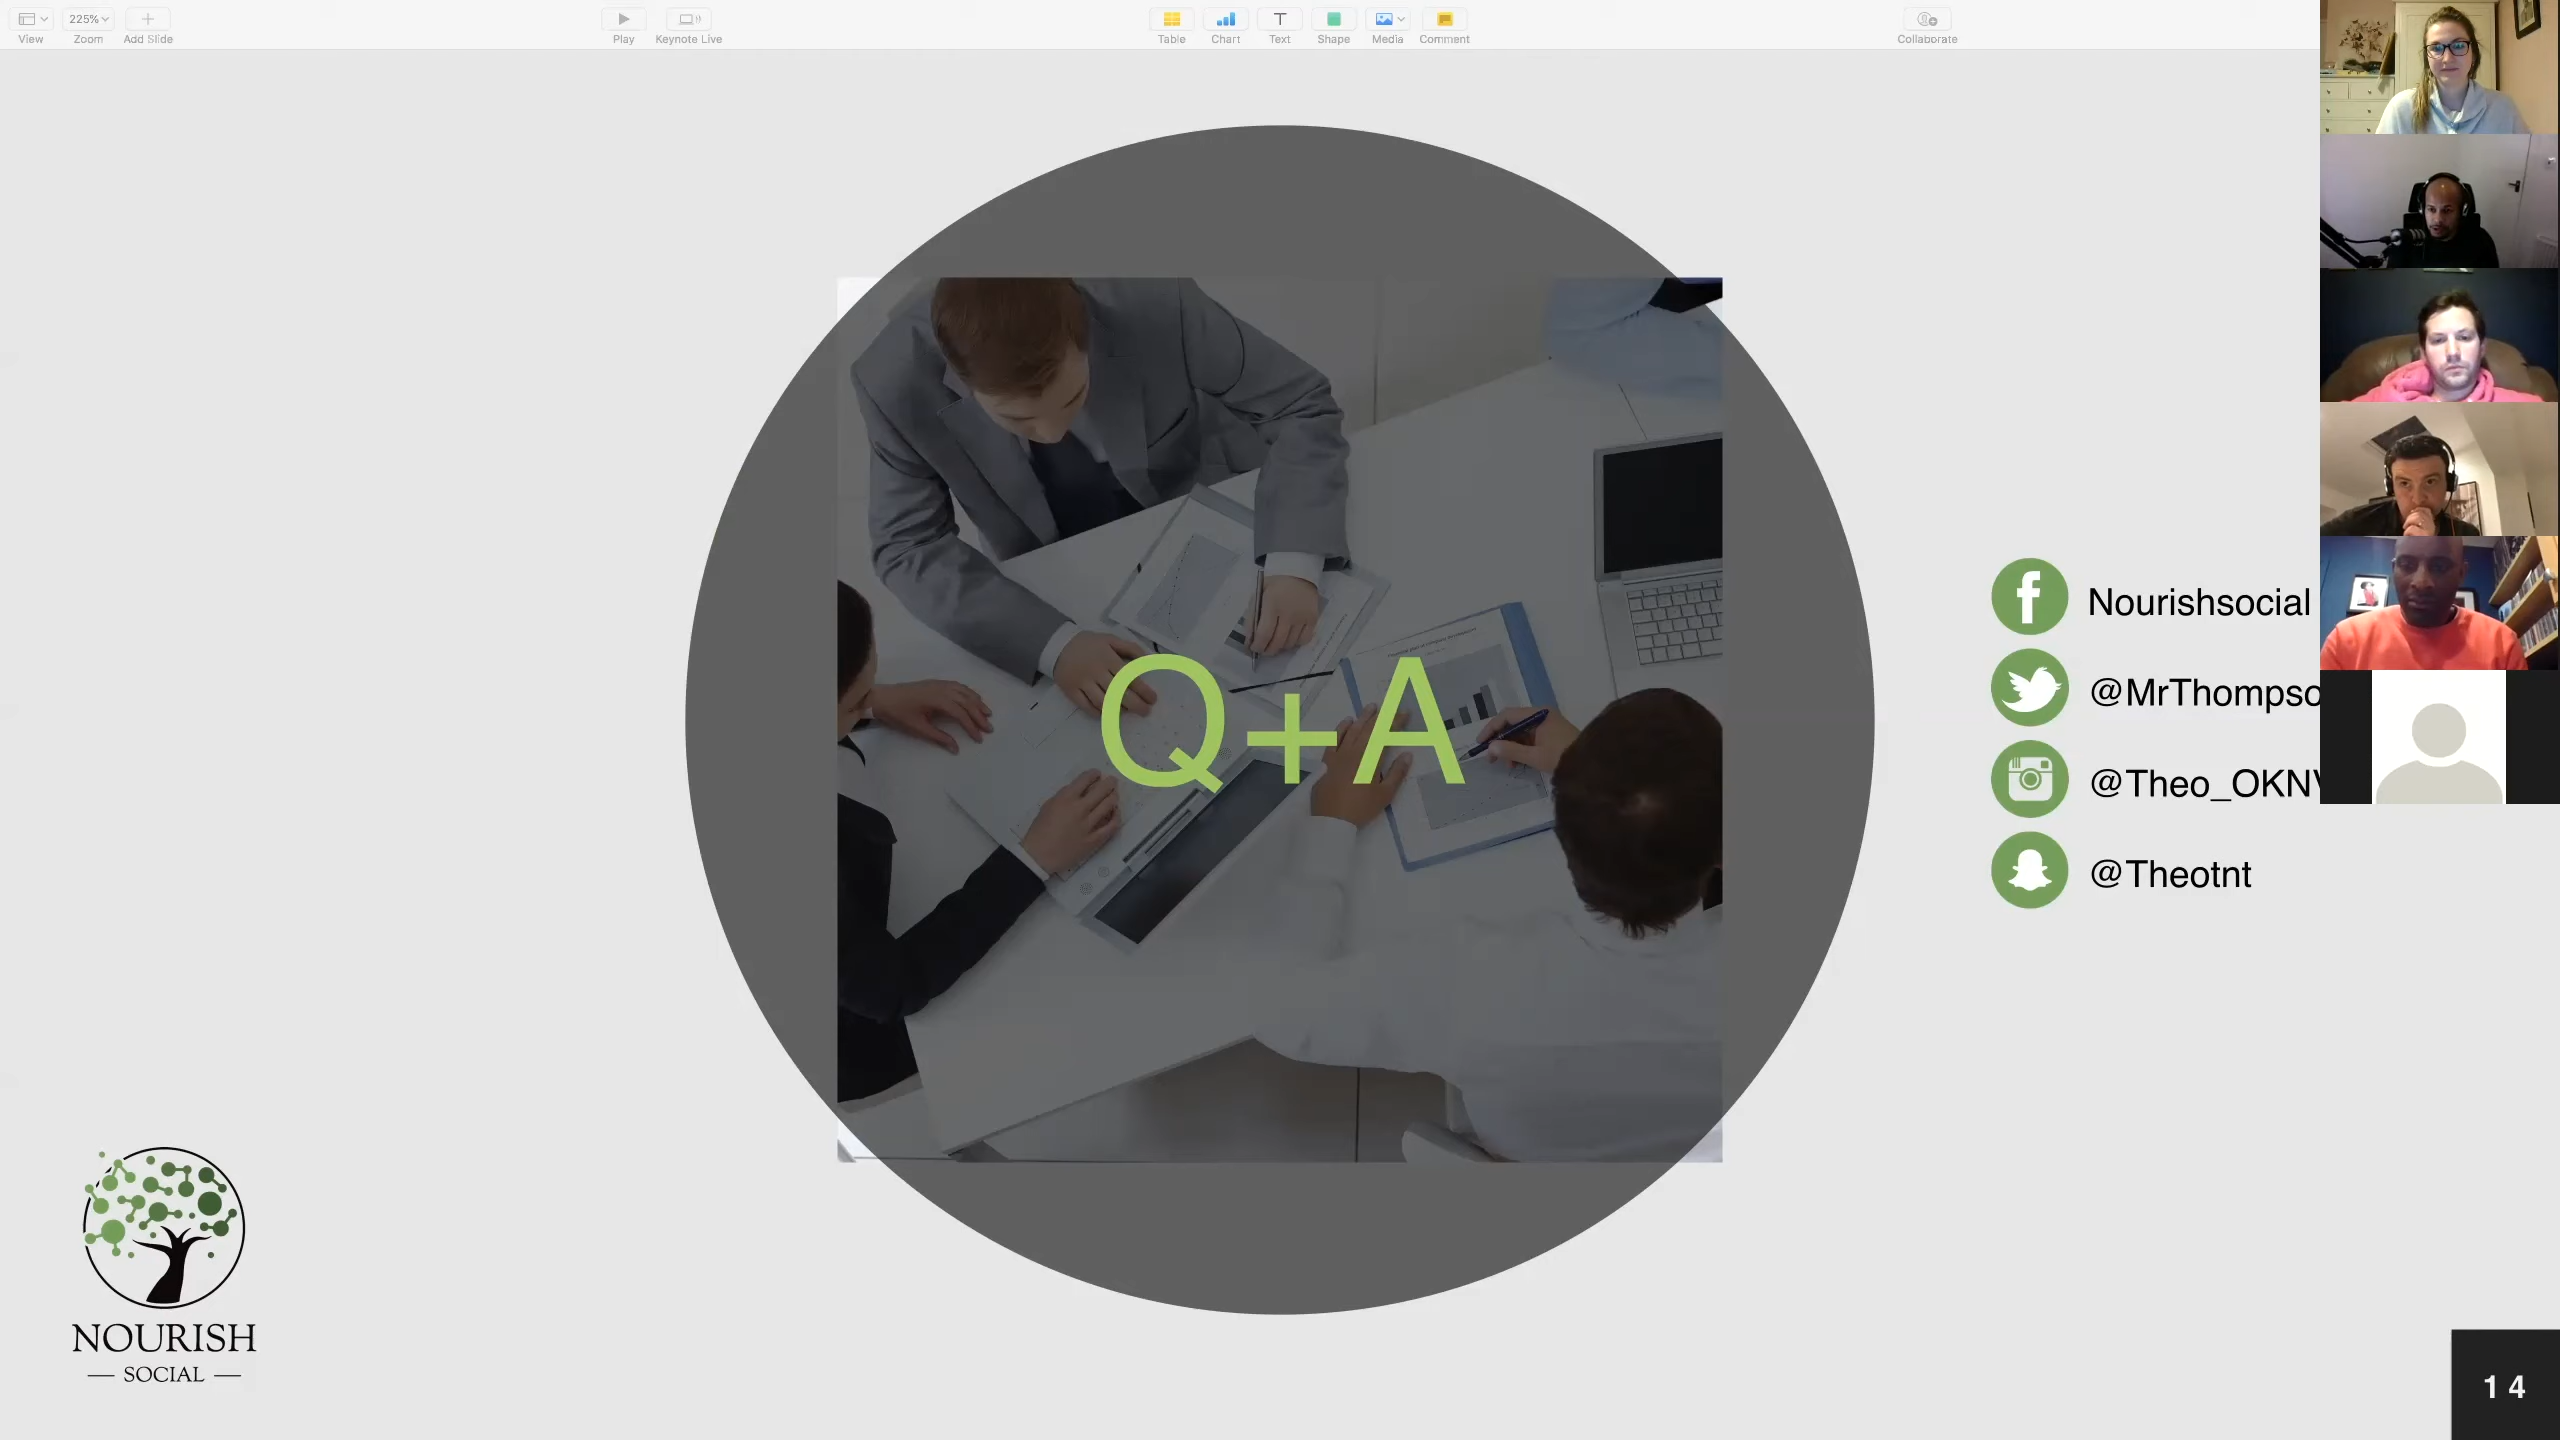 225%
View
Zoom
Add Slide
Play
Keynote Live
Table
Chart
Text
Shape
Media
Comment
Collaborate
Q+A
Nourishsocial
@MrThompso
@Theo_OKN
@Theotnt
NOURISH
SOCIAL
14